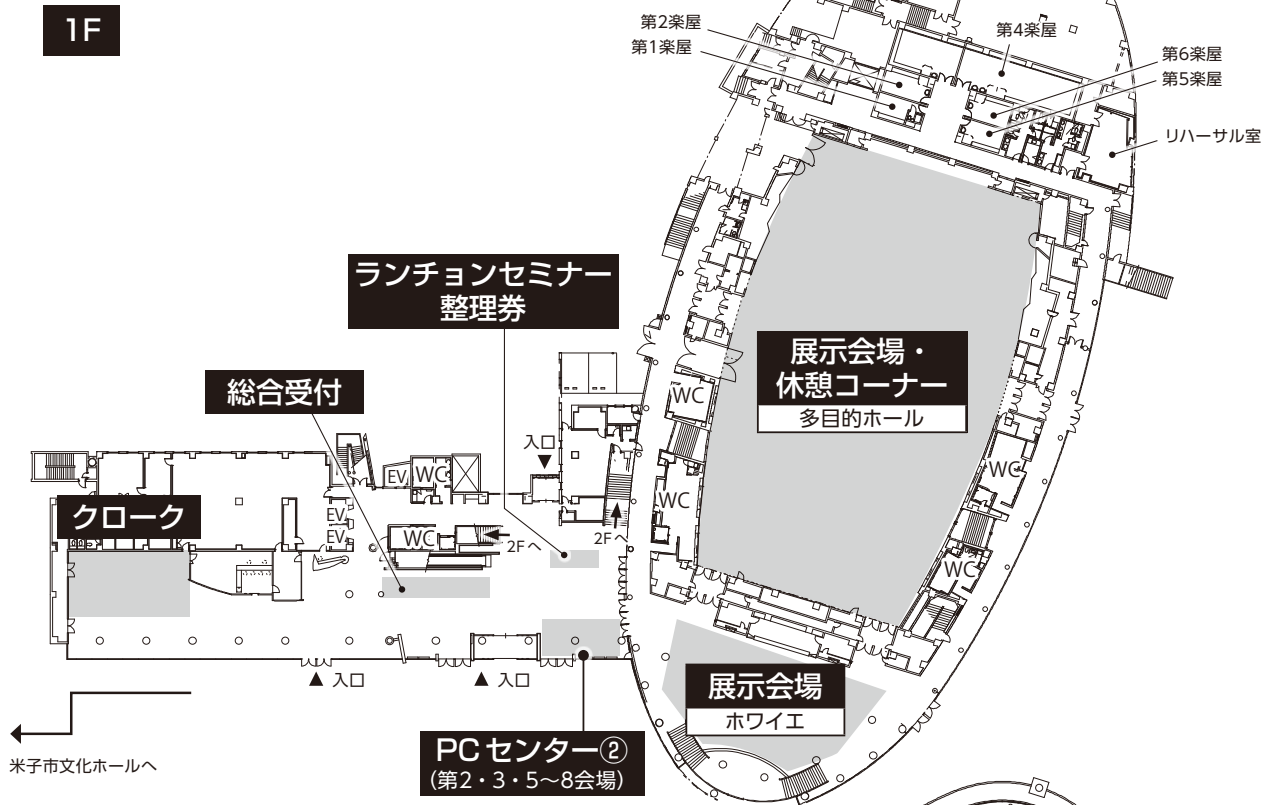 1F
第2楽屋
第1楽屋
第4楽屋
第6楽屋
第5楽屋
リハーサル室
ランチョンセミナー
整理券
展示会場・
休憩コーナー
多目的ホール
総合受付
入口
WC
EV
WC
WC
WC
WC
クローク
EV
EV
WC
2Fへ
2Fへ
WC
入口
入口
展示会場
ホワイエ
PCセンター②
(第2・3・5〜8会場)
米子市文化ホールへ